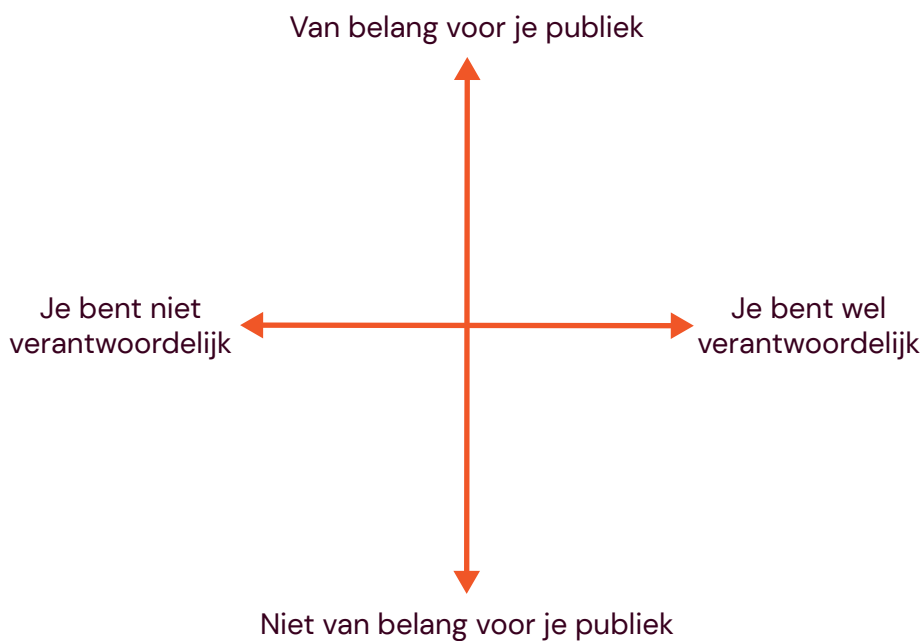 Van belang voor je publiek
Je bent niet
verantwoordelijk
Je bent wel
verantwoordelijk
Niet van belang voor je publiek